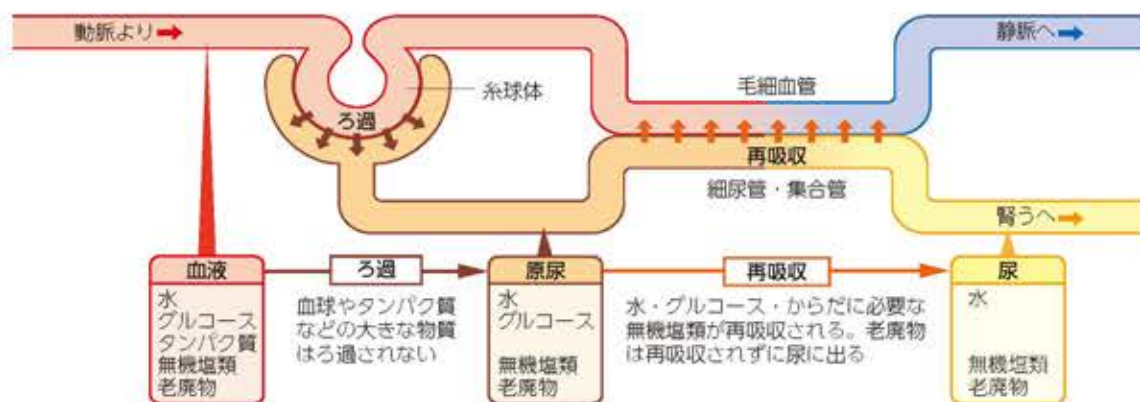 動脈より
静脈へ
糸球体
毛細血管
ろ過
再吸収
細尿管・集合管
腎うへ
血液
水
グルコース
タンパク質
無機塩類
老廃物
ろ過
血球やタンパク質
などの大きな物質
はろ過されない
原尿
水
グルコース
無機塩類
老廃物
再吸収
水・グルコース・からだに必要な
無機塩類が再吸収される。老廃物
は再吸収されずに尿に出る
尿
水
無機塩類
老廃物